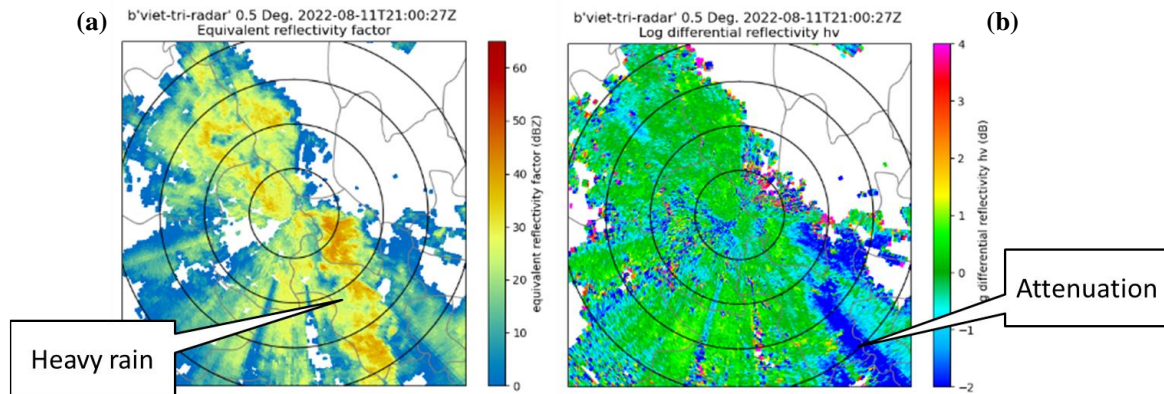 (a)
b'viet-tri-radar' 0.5 Deg. 2022-08-11T21:00:27Z
Equivalent reflectivity factor
60
50
40
30
20
10
0
equivalent reflectivity factor (dBZ)
Heavy rain
b'viet-tri-radar' 0.5 Deg. 2022-08-11T21:00:27Z
Log differential reflectivity hv
(b)
4
3
2
1
0
−1
−2
differential reflectivity hv (dB)
Attenuation